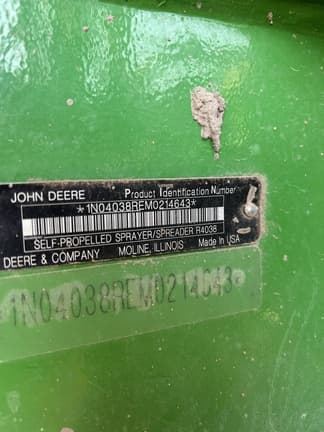 JOHN DEERE Product Identification Number
*1N04038REM0214643*
SELF-PROPELLED SPRAYER/SPREADER R4038
DEERE & COMPANY MOLINE, ILLINOIS Made In USA
1N04038REM0214643*